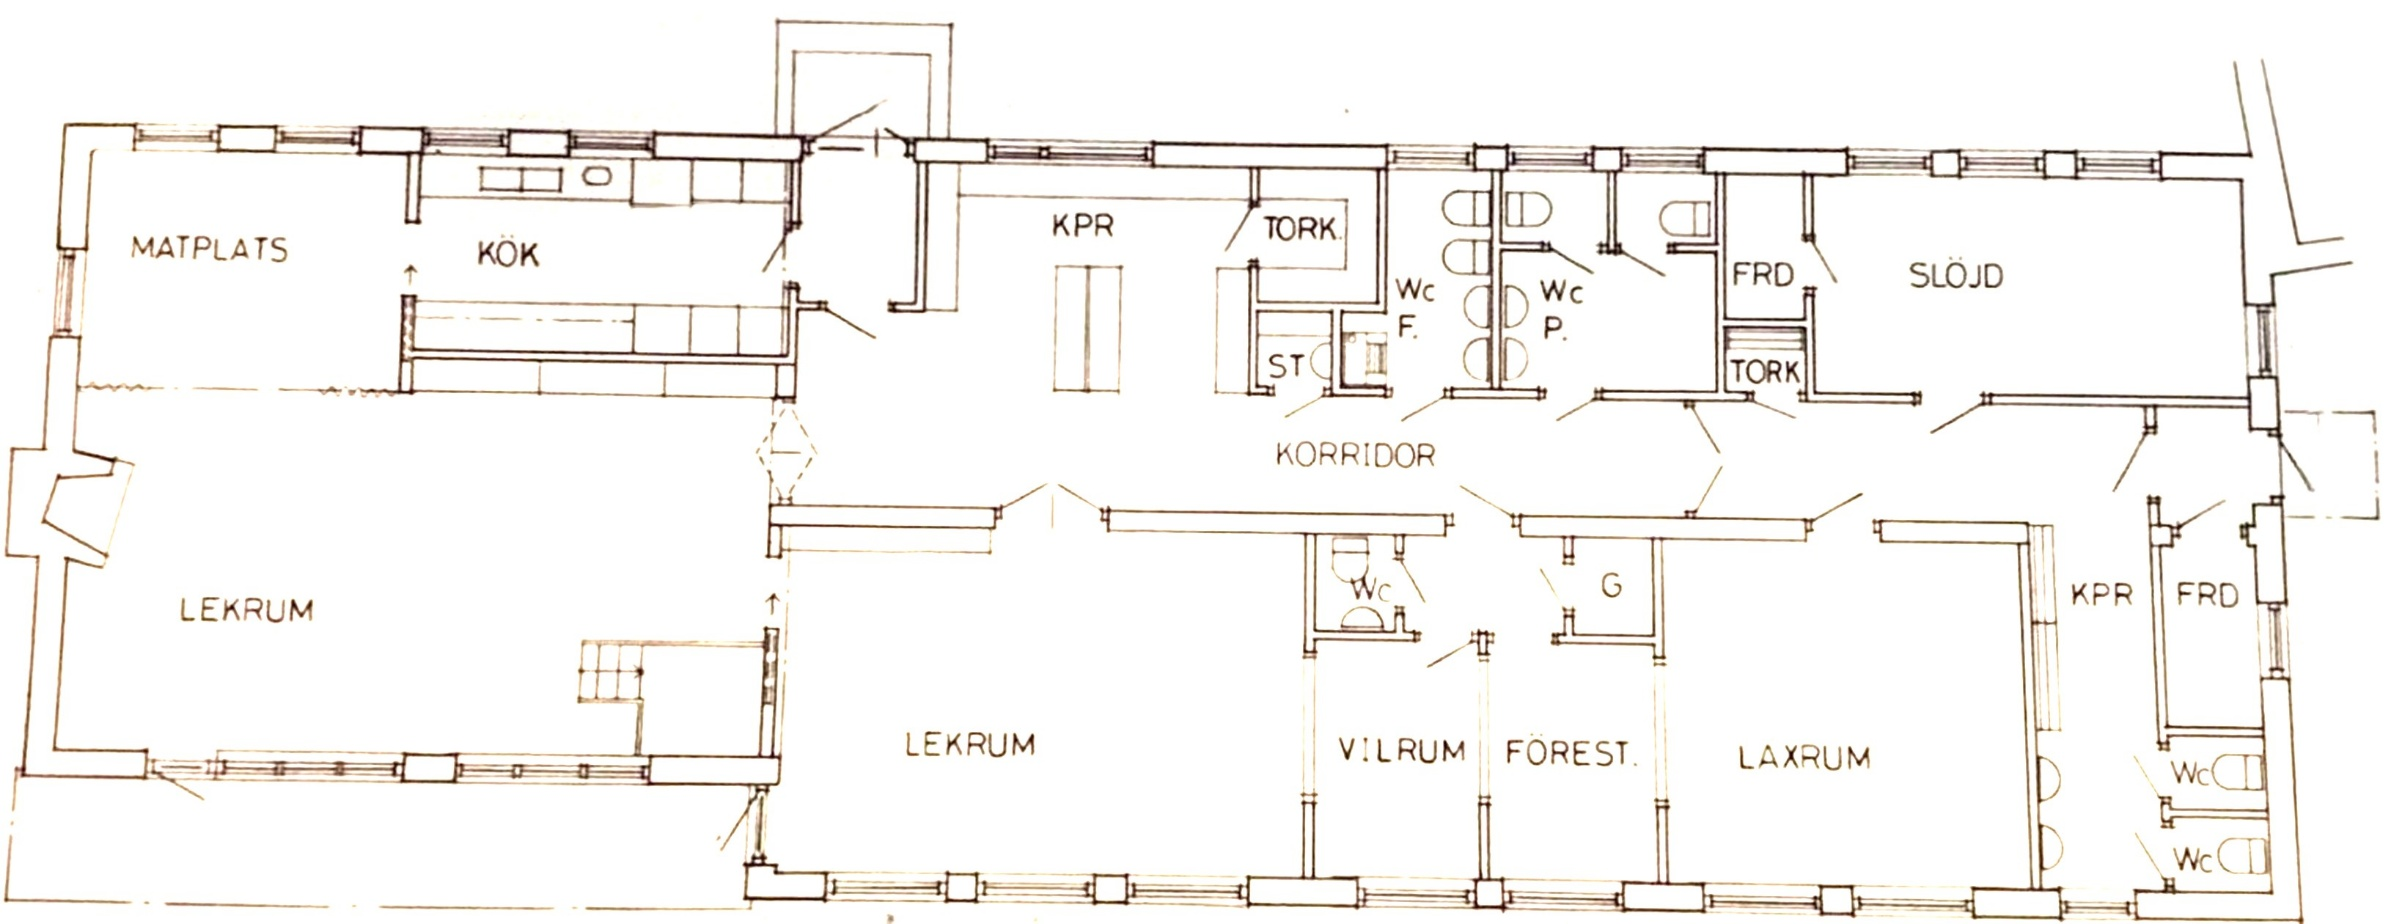 MATPLATS
KÖK
KPR
TORK.
Wc
F.
Wc
P.
FRD
SLÖJD
ST
TORK
KORRIDOR
LEKRUM
Wc
G
KPR
FRD
LEKRUM
VILRUM
FÖREST.
LAXRUM
Wc
Wc